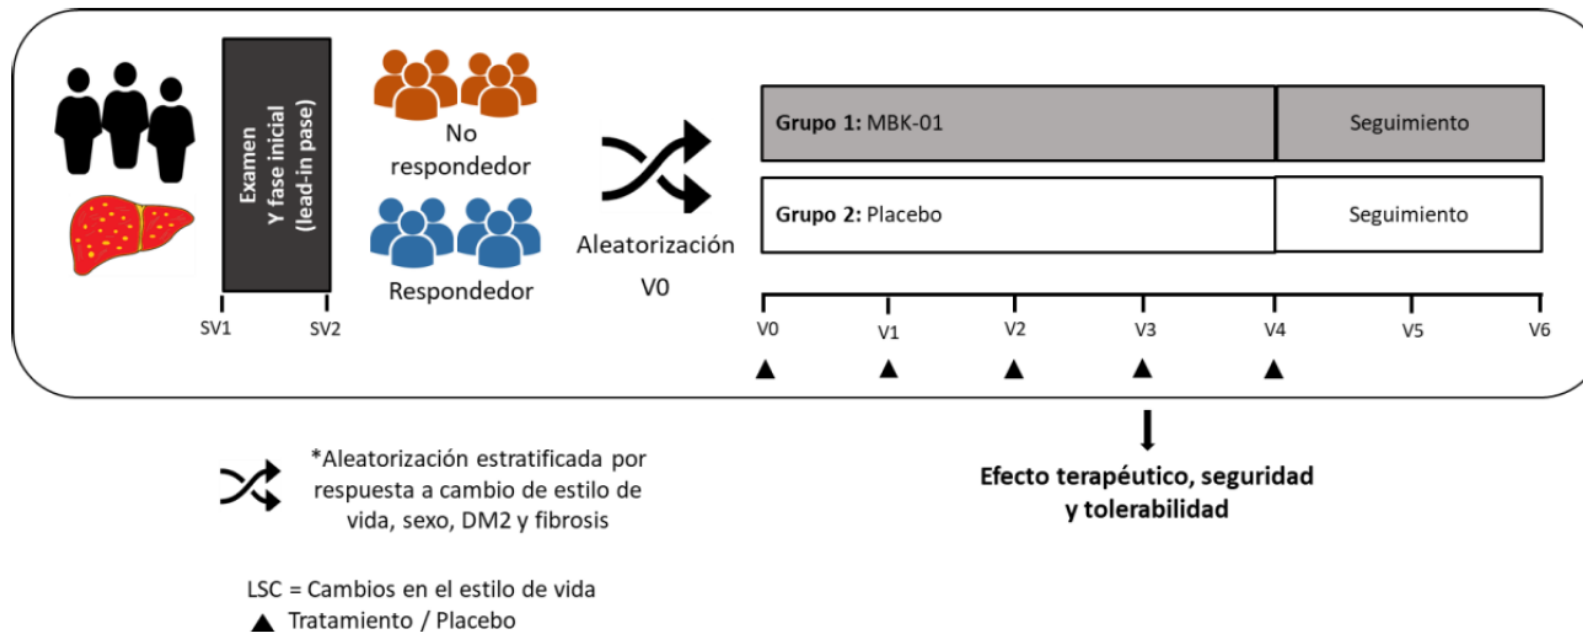 Examen
Y fase inicial
(lead-in pase)
SV1
SV2
No
respondedor
Respondedor
Aleatorización
V0
Grupo 1: MBK-01
Seguimiento
Grupo 2: Placebo
Seguimiento
V0
V1
V2
V3
V4
V5
V6
*Aleatorización estratificada por
respuesta a cambio de estilo de
vida, sexo, DM2 y fibrosis
Efecto terapéutico, seguridad
y tolerabilidad
LSC = Cambios en el estilo de vida
Tratamiento / Placebo